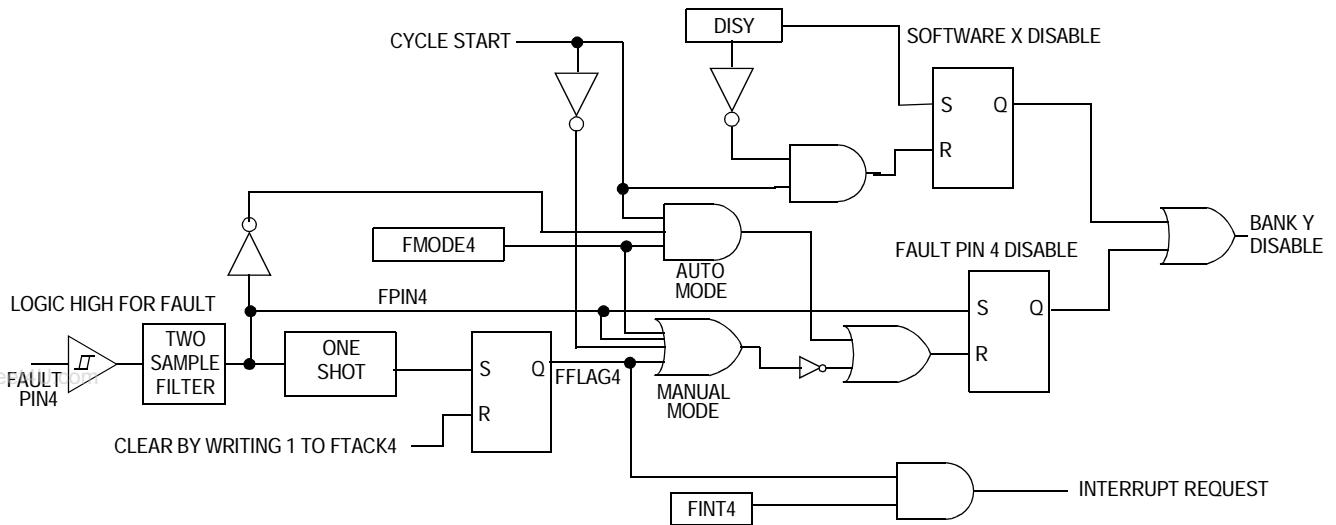 DISY
CYCLE START
SOFTWARE X DISABLE
S Q
R
FMODE4
AUTO
MODE
BANK Y
DISABLE
FAULT PIN 4 DISABLE
LOGIC HIGH FOR FAULT
FPIN4
S Q
R
TWO
SAMPLE
FILTER
ONE
SHOT
S Q
R
FFLAG4
MANUAL
MODE
FAULT
PIN4
CLEAR BY WRITING 1 TO FTACK4
FINT4
INTERRUPT REQUEST